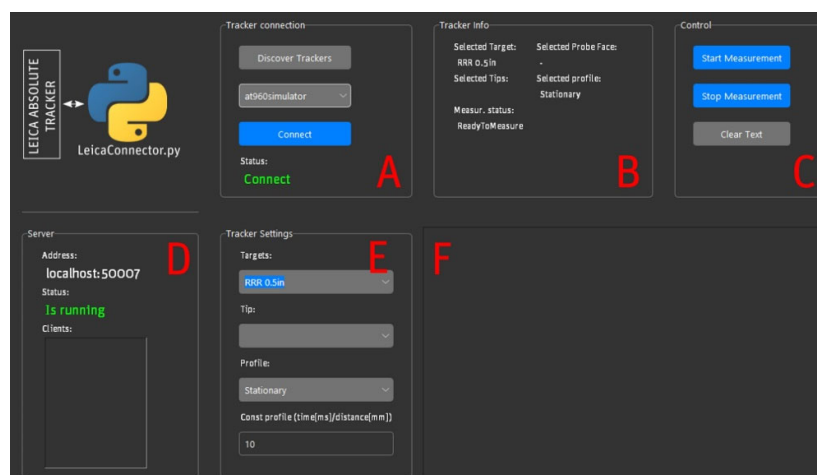 LEICA ABSOLUTE
TRACKER
LeicaConnector.py
Tracker connection
Discover Trackers
at960simulator
Connect
Status:
Connect
A
Tracker Info
Selected Target:
RRR 0.5in
Selected Tips:
Selected Probe Face:
-
Selected profile:
Stationary
Measur. status:
ReadyToMeasure
B
Control
Start Measurement
Stop Measurement
Clear Text
C
Server
Address:
localhost:50007
Status:
Is running
Clients:
D
Tracker Settings
Targets:
RRR 0.5in
Tip:
Profile:
Stationary
Const profile (time[ms]/distance[mm])
10
E
F